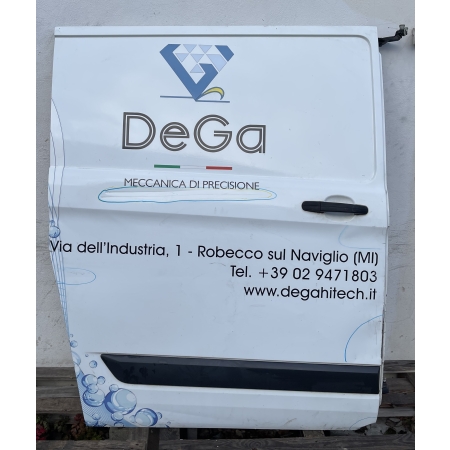 DeGa
MECCANICA DI PRECISIONE
Via dell'Industria, 1 - Robecco sul Naviglio (MI)
Tel. +39 02 9471803
www.degahitech.it